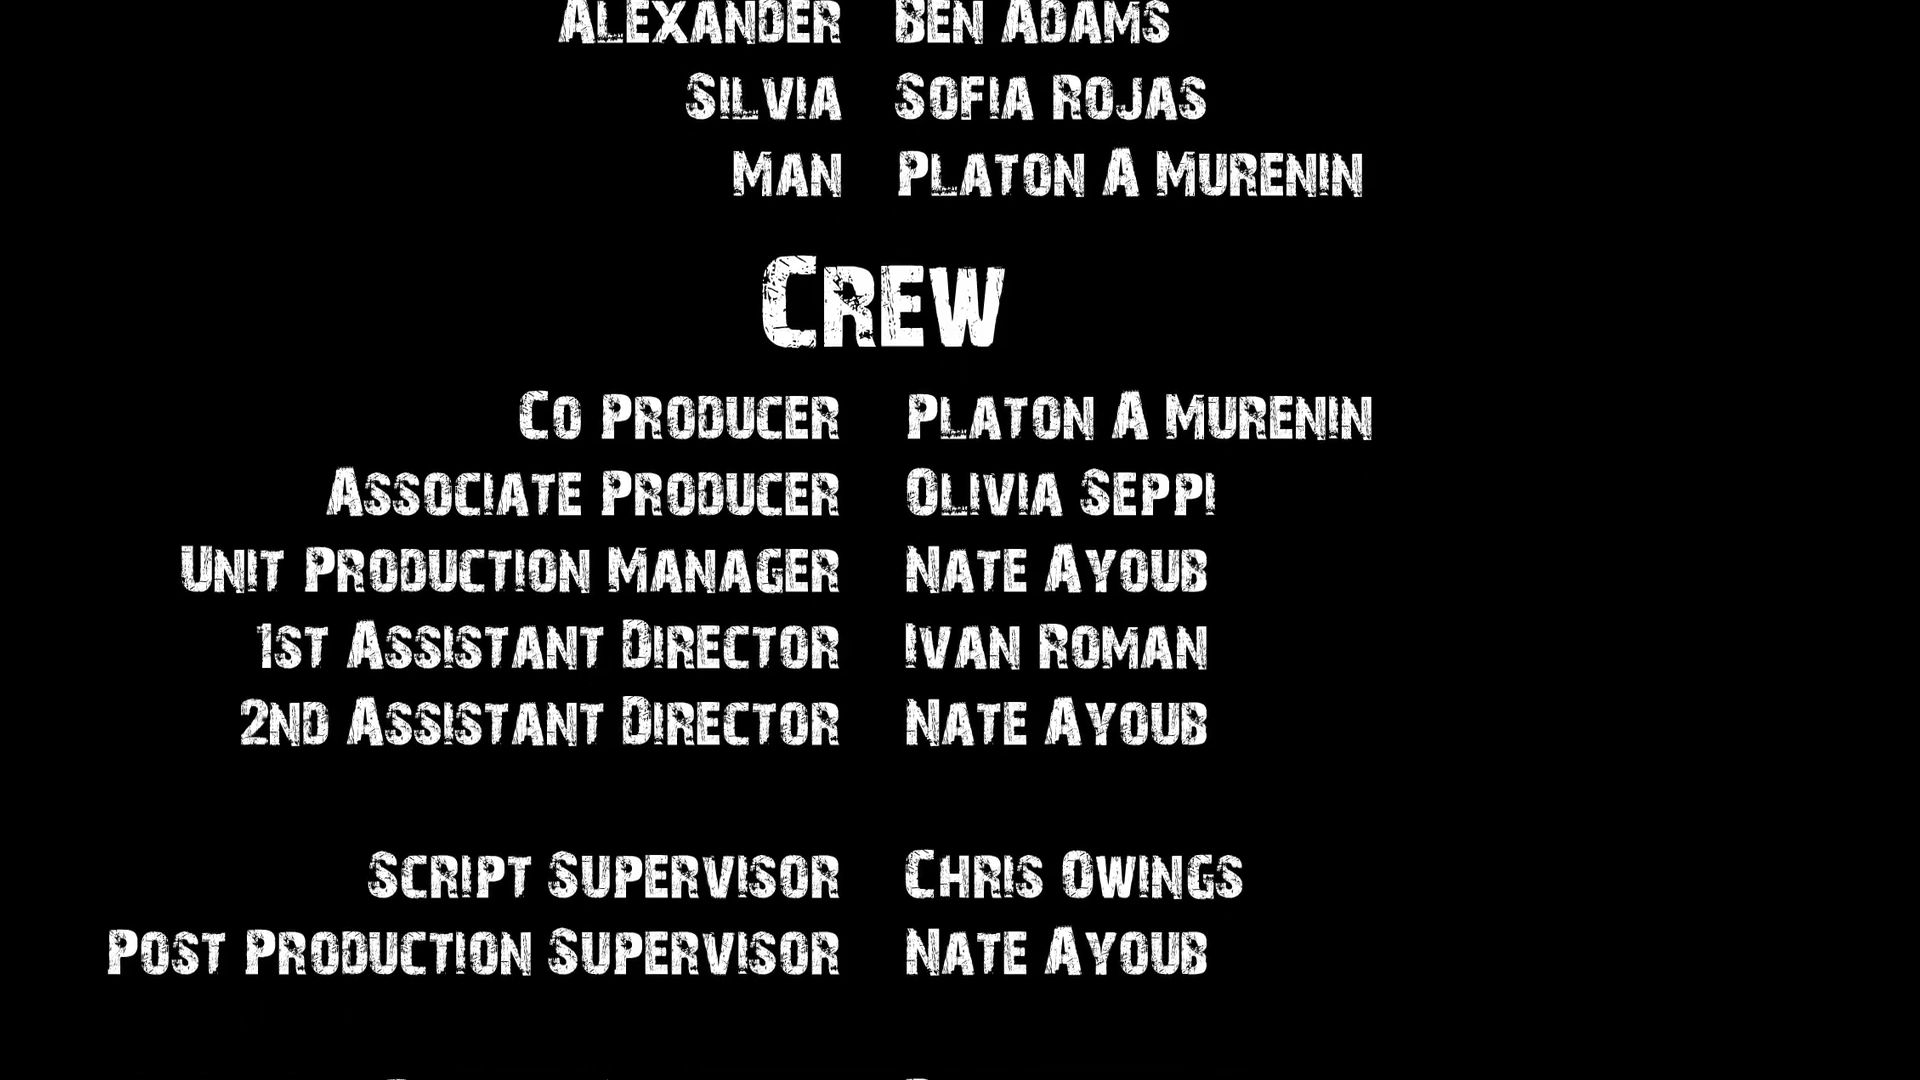 Alexander Ben Adams
Silvia Sofia Rojas
Man Platon A Murenin
Crew
Co Producer Platon A Murenin
Associate Producer Olivia Seppi
Unit Production Manager Nate Ayoub
1st Assistant Director Ivan Roman
2nd Assistant Director Nate Ayoub
Script Supervisor Chris Owings
Post Production Supervisor Nate Ayoub